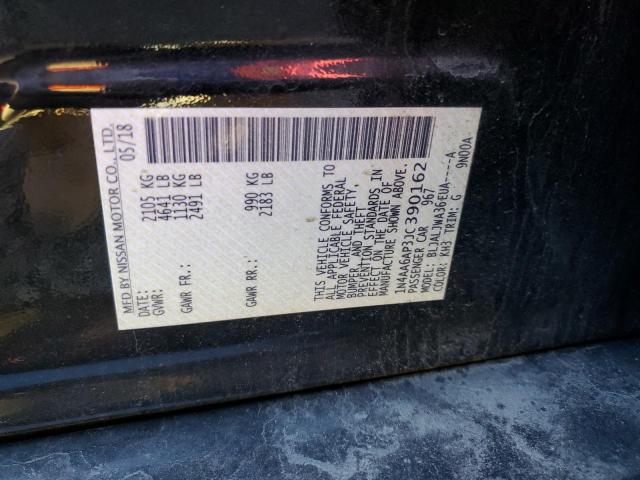 MFD BY NISSAN MOTOR CO., LTD.
DATE: 05/18
GVWR: 2105 KG
4641 LB
GAWR FR: 1130 KG
2491 LB
GAWR RR: 990 KG
2183 LB
THIS VEHICLE CONFORMS TO
ALL APPLICABLE FEDERAL
MOTOR VEHICLE SAFETY,
BUMPER, AND THEFT
PREVENTION STANDARDS IN
EFFECT ON THE DATE OF
MANUFACTURE SHOWN ABOVE.
1N4AA6AP3JC390162
PASSENGER CAR 967
MODEL: BLJALJWA36EUA-----A
COLOR: KH3 TRIM: G 9N00A